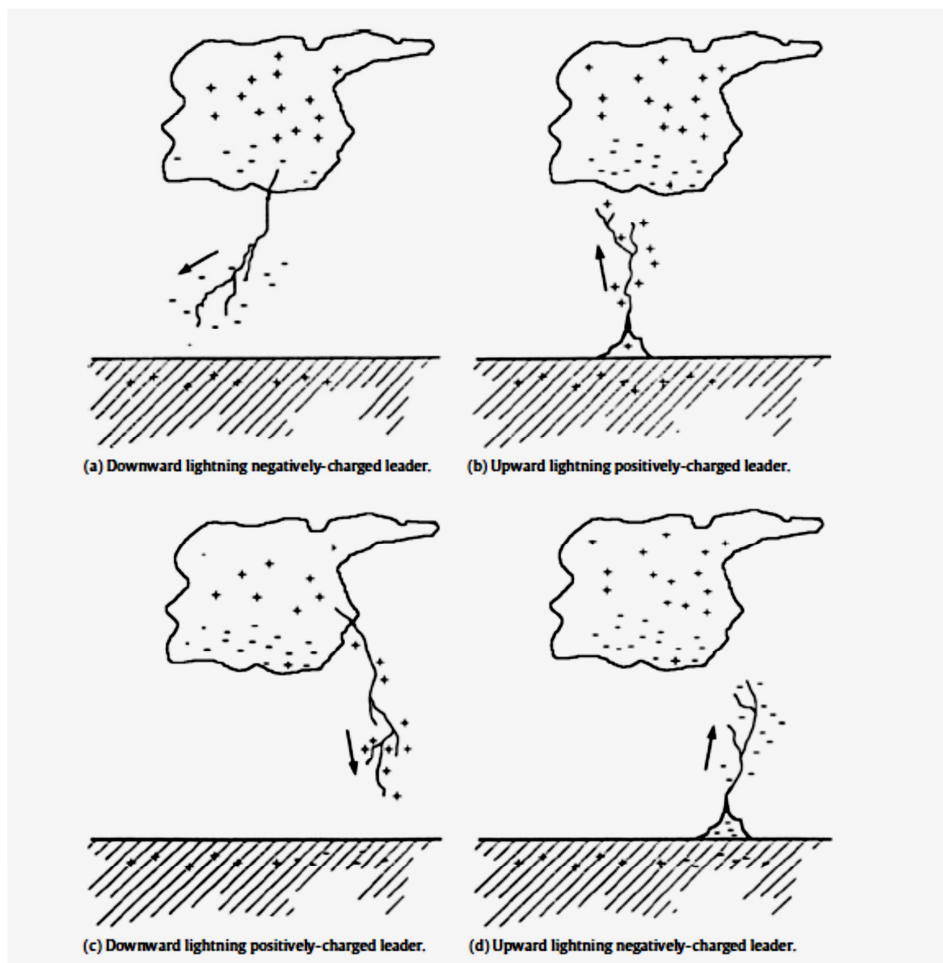 (a) Downward lightning negatively-charged leader.
(b) Upward lightning positively-charged leader.
(c) Downward lightning positively-charged leader.
(d) Upward lightning negatively-charged leader.